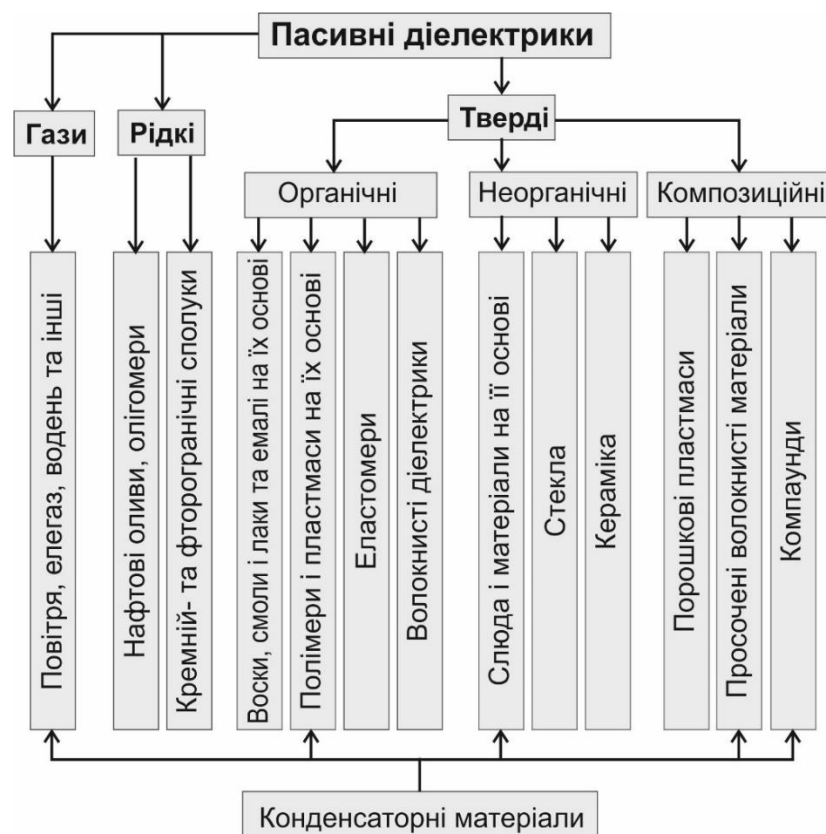 Пасивні діелектрики
Гази
Рідкі
Тверді
Органічні
Неорганічні
Композиційні
Повітря, елегаз, водень та інші
Нафтові оливи, олігомери
Кремній- та фторогранічні сполуки
Воски, смоли і лаки та емалі на їх основі
Полімери і пластмаси на їх основі
Еластомери
Волокнисті діелектрики
Слюда і матеріали на її основі
Стекла
Кераміка
Порошкові пластмаси
Просочені волокнисті матеріали
Компаунди
Конденсаторні матеріали